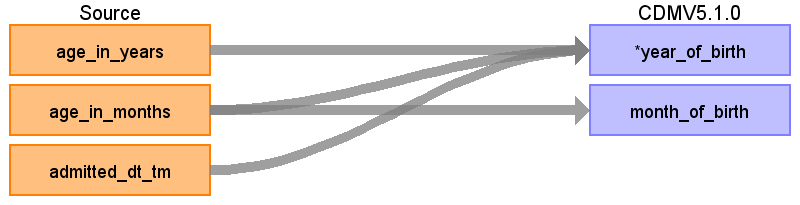 Source
CDMV5.1.0
age_in_years
*year_of_birth
age_in_months
month_of_birth
admitted_dt_tm